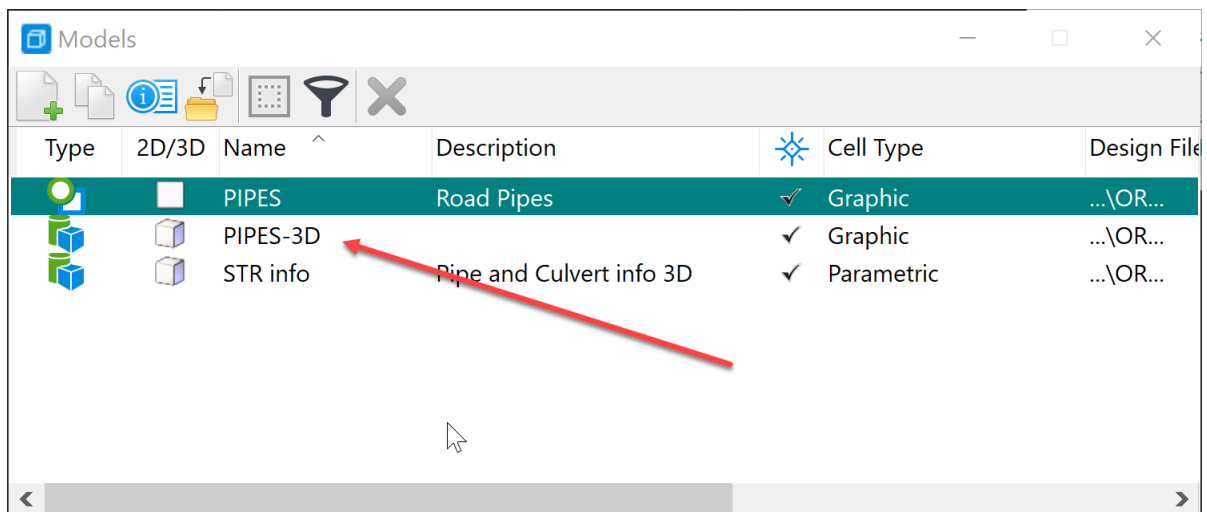 Models
Type 2D/3D Name Description Cell Type Design File
PIPES Road Pipes Graphic ...\OR...
PIPES-3D Graphic ...\OR...
STR info Pipe and Culvert info 3D Parametric ...\OR...